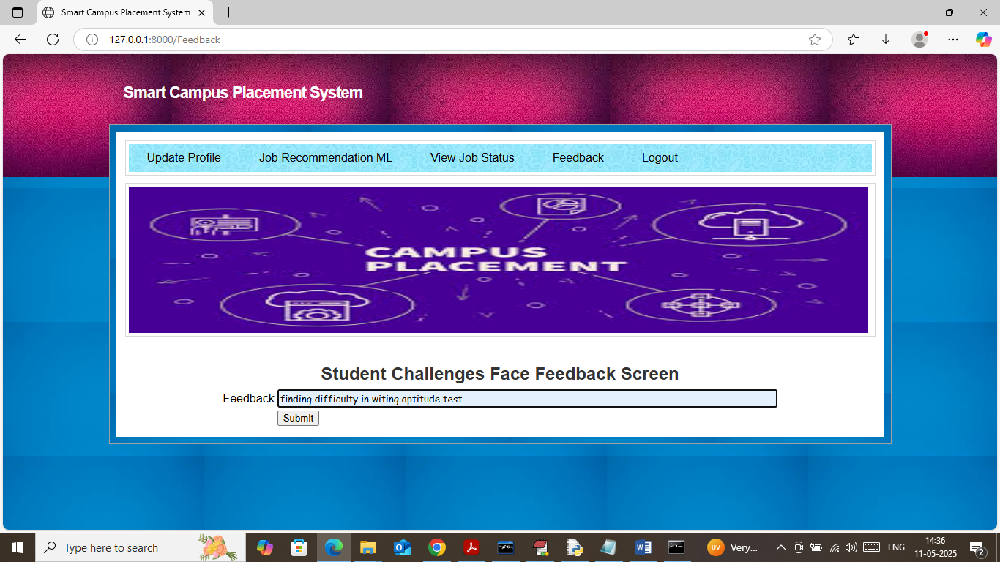 Smart Campus Placement System
127.0.0.1:8000/Feedback
Smart Campus Placement System
Update Profile Job Recommendation ML View Job Status Feedback Logout
CAMPUS
PLACEMENT
Student Challenges Face Feedback Screen
Feedback finding difficulty in witing aptitude test
Submit
Type here to search
UV Very...
ENG
14:36
11-05-2025
2